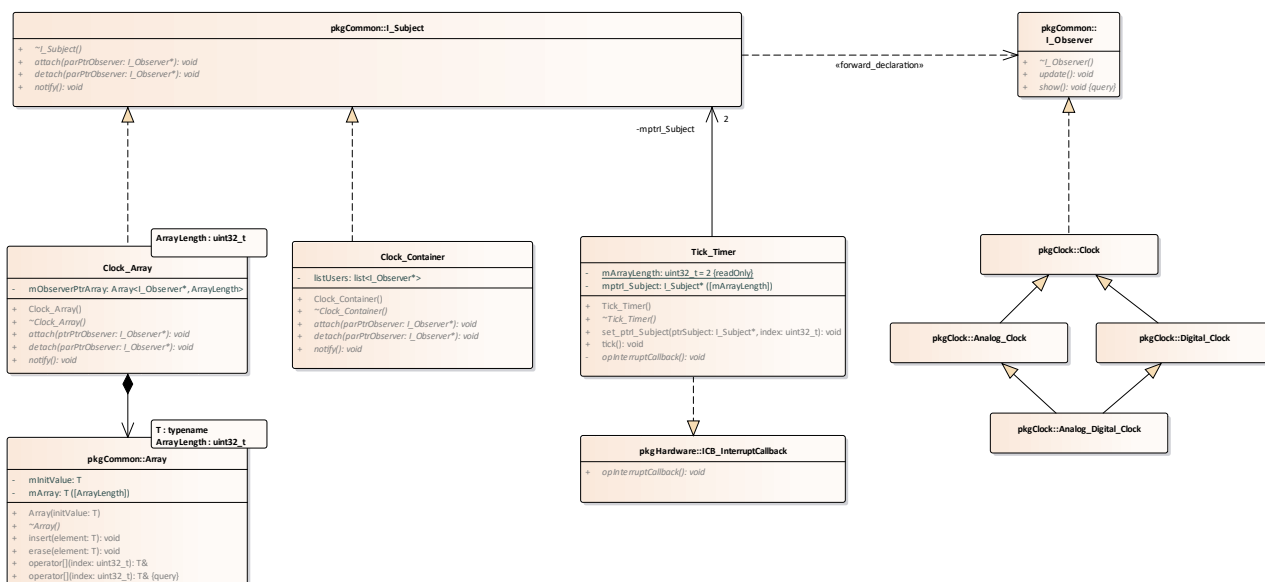 pkgCommon::I_Subject
+ ~I_Subject()
+ attach(parPtrObserver: I_Observer*): void
+ detach(parPtrObserver: I_Observer*): void
+ notify(): void
«forward_declaration»
pkgCommon::
I_Observer
+ ~I_Observer()
+ update(): void
+ show(): void {query}
-mptrI_Subject
2
ArrayLength : uint32_t
Clock_Array
- mObserverPtrArray: Array<I_Observer*, ArrayLength>
+ Clock_Array()
+ ~Clock_Array()
+ attach(ptrPtrObserver: I_Observer*): void
+ detach(parPtrObserver: I_Observer*): void
+ notify(): void
Clock_Container
- listUsers: list<I_Observer*>
+ Clock_Container()
+ ~Clock_Container()
+ attach(parPtrObserver: I_Observer*): void
+ detach(parPtrObserver: I_Observer*): void
+ notify(): void
Tick_Timer
- mArrayLength: uint32_t = 2 {readOnly}
- mptrI_Subject: I_Subject* ([mArrayLength])
+ Tick_Timer()
+ ~Tick_Timer()
+ set_ptrI_Subject(ptrSubject: I_Subject*, index: uint32_t): void
+ tick(): void
- opInterruptCallback(): void
pkgClock::Clock
pkgClock::Analog_Clock
pkgClock::Digital_Clock
pkgClock::Analog_Digital_Clock
T : typename
ArrayLength : uint32_t
pkgCommon::Array
- mInitValue: T
- mArray: T ([ArrayLength])
+ Array(initValue: T)
+ ~Array()
+ insert(element: T): void
+ erase(element: T): void
+ operator[](index: uint32_t): T&
+ operator[](index: uint32_t): T& {query}
pkgHardware::ICB_InterruptCallback
+ opInterruptCallback(): void